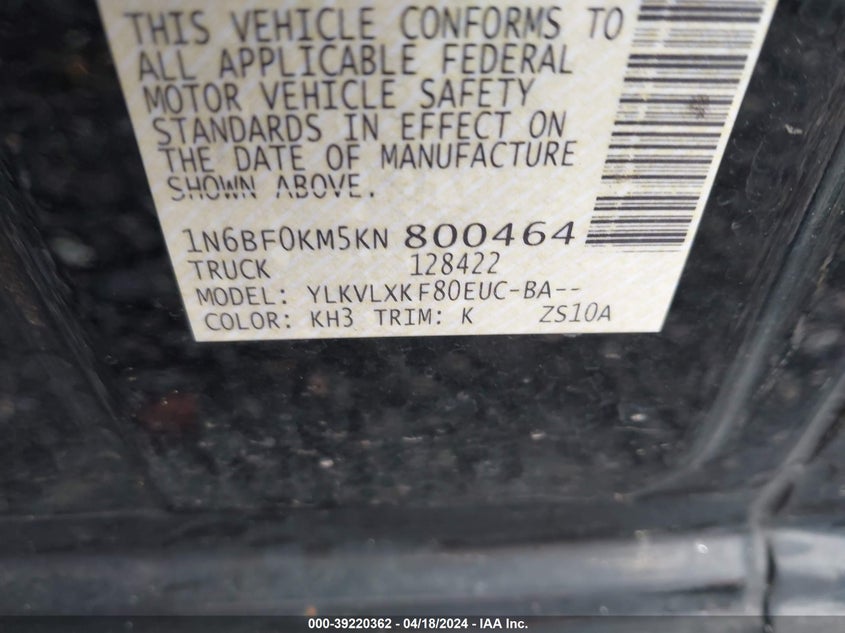 THIS VEHICLE CONFORMS TO
ALL APPLICABLE FEDERAL
MOTOR VEHICLE SAFETY
STANDARDS IN EFFECT ON
THE DATE OF MANUFACTURE
SHOWN ABOVE.
1N6BF0KM5KN 800464
TRUCK 128422
MODEL: YLKVLXKF80EUC-BA--
COLOR: KH3 TRIM: K ZS10A
000-39220362 - 04/18/2024 - IAA Inc.